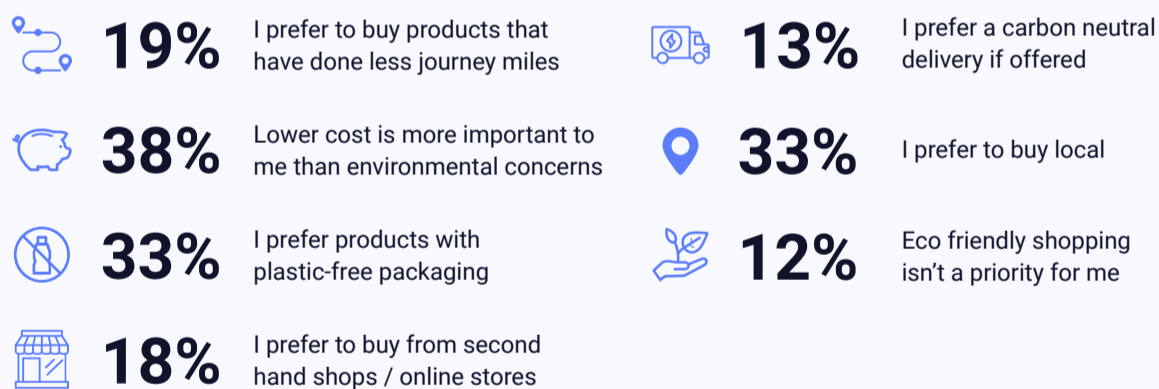 19%
I prefer to buy products that
have done less journey miles
38%
Lower cost is more important to
me than environmental concerns
33%
I prefer products with
plastic-free packaging
18%
I prefer to buy from second
hand shops / online stores
13%
I prefer a carbon neutral
delivery if offered
33%
I prefer to buy local
12%
Eco friendly shopping
isn’t a priority for me